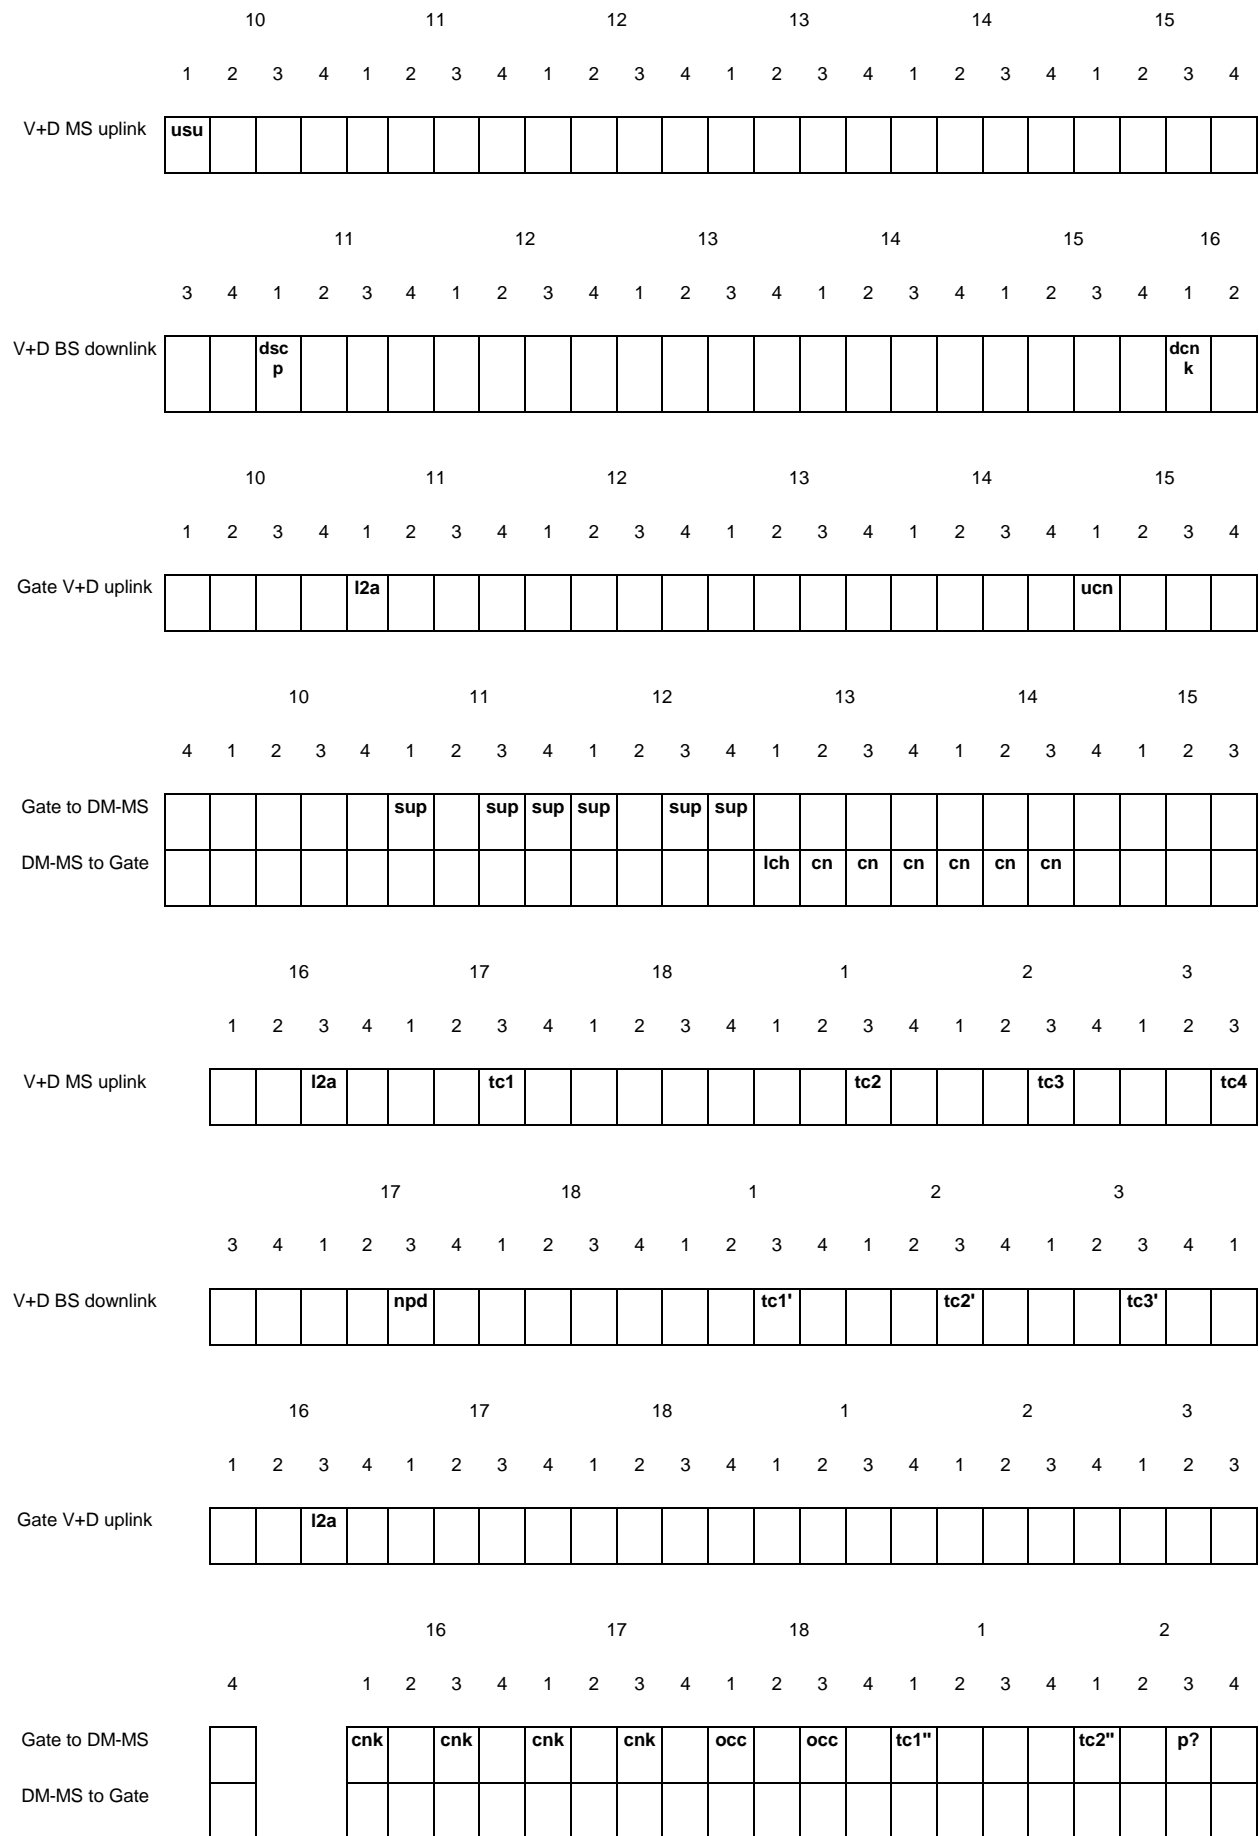 10 11 12 13 14 15
1 2 3 4 1 2 3 4 1 2 3 4 1 2 3 4 1 2 3 4 1 2 3 4
V+D MS uplink usu
11 12 13 14 15 16
3 4 1 2 3 4 1 2 3 4 1 2 3 4 1 2 3 4 1 2 3 4 1 2
V+D BS downlink dsc dcn
p k
10 11 12 13 14 15
1 2 3 4 1 2 3 4 1 2 3 4 1 2 3 4 1 2 3 4 1 2 3 4
Gate V+D uplink l2a ucn
10 11 12 13 14 15
4 1 2 3 4 1 2 3 4 1 2 3 4 1 2 3 4 1 2 3 4 1 2 3
Gate to DM-MS sup sup sup sup sup sup
DM-MS to Gate lch cn cn cn cn cn cn
16 17 18 1 2 3
1 2 3 4 1 2 3 4 1 2 3 4 1 2 3 4 1 2 3 4 1 2 3
V+D MS uplink l2a tc1 tc2 tc3 tc4
17 18 1 2 3
3 4 1 2 3 4 1 2 3 4 1 2 3 4 1 2 3 4 1 2 3 4 1
V+D BS downlink npd tc1' tc2' tc3'
16 17 18 1 2 3
1 2 3 4 1 2 3 4 1 2 3 4 1 2 3 4 1 2 3 4 1 2 3
Gate V+D uplink l2a
16 17 18 1 2
4 1 2 3 4 1 2 3 4 1 2 3 4 1 2 3 4 1 2 3 4
Gate to DM-MS cnk cnk cnk cnk occ occ tc1" tc2" p?
DM-MS to Gate